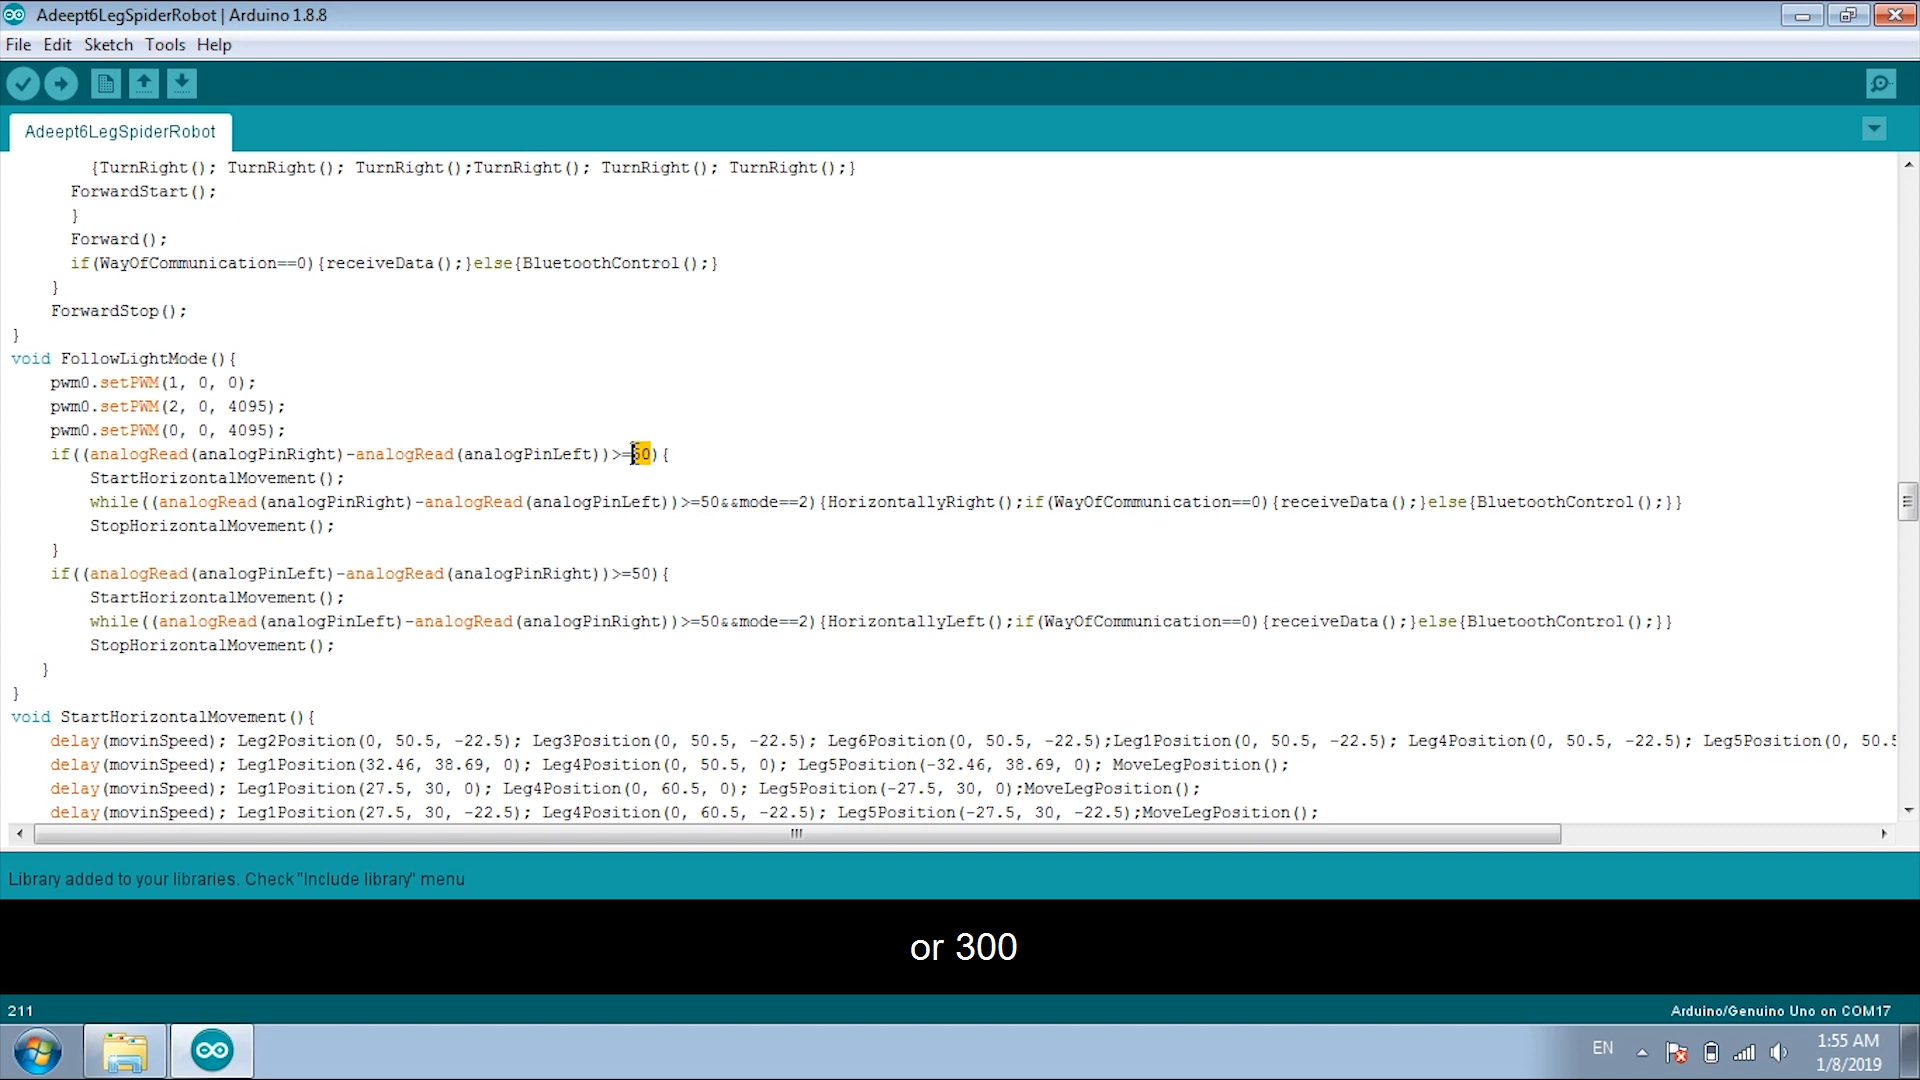 Adeept6LegSpiderRobot | Arduino 1.8.8
File Edit Sketch Tools Help
Adeept6LegSpiderRobot
{TurnRight(); TurnRight(); TurnRight();TurnRight(); TurnRight(); TurnRight();}
ForwardStart();
}
Forward();
if(WayOfCommunication==0){receiveData();}else{BluetoothControl();}
}
ForwardStop();
}
void FollowLightMode(){
pwm0.setPWM(1, 0, 0);
pwm0.setPWM(2, 0, 4095);
pwm0.setPWM(0, 0, 4095);
if((analogRead(analogPinRight)-analogRead(analogPinLeft))>=50){
StartHorizontalMovement();
while((analogRead(analogPinRight)-analogRead(analogPinLeft))>=50&&mode==2){HorizontallyRight();if(WayOfCommunication==0){receiveData();}else{BluetoothControl();}}
StopHorizontalMovement();
}
if((analogRead(analogPinLeft)-analogRead(analogPinRight))>=50){
StartHorizontalMovement();
while((analogRead(analogPinLeft)-analogRead(analogPinRight))>=50&&mode==2){HorizontallyLeft();if(WayOfCommunication==0){receiveData();}else{BluetoothControl();}}
StopHorizontalMovement();
}
}
void StartHorizontalMovement(){
delay(movinSpeed); Leg2Position(0, 50.5, -22.5); Leg3Position(0, 50.5, -22.5); Leg6Position(0, 50.5, -22.5);Leg1Position(0, 50.5, -22.5); Leg4Position(0, 50.5, -22.5); Leg5Position(0, 50.5
delay(movinSpeed); Leg1Position(32.46, 38.69, 0); Leg4Position(0, 50.5, 0); Leg5Position(-32.46, 38.69, 0); MoveLegPosition();
delay(movinSpeed); Leg1Position(27.5, 30, 0); Leg4Position(0, 60.5, 0); Leg5Position(-27.5, 30, 0);MoveLegPosition();
delay(movinSpeed); Leg1Position(27.5, 30, -22.5); Leg4Position(0, 60.5, -22.5); Leg5Position(-27.5, 30, -22.5);MoveLegPosition();
Library added to your libraries. Check "Include library" menu
or 300
211
Arduino/Genuino Uno on COM17
EN
1:55 AM
1/8/2019